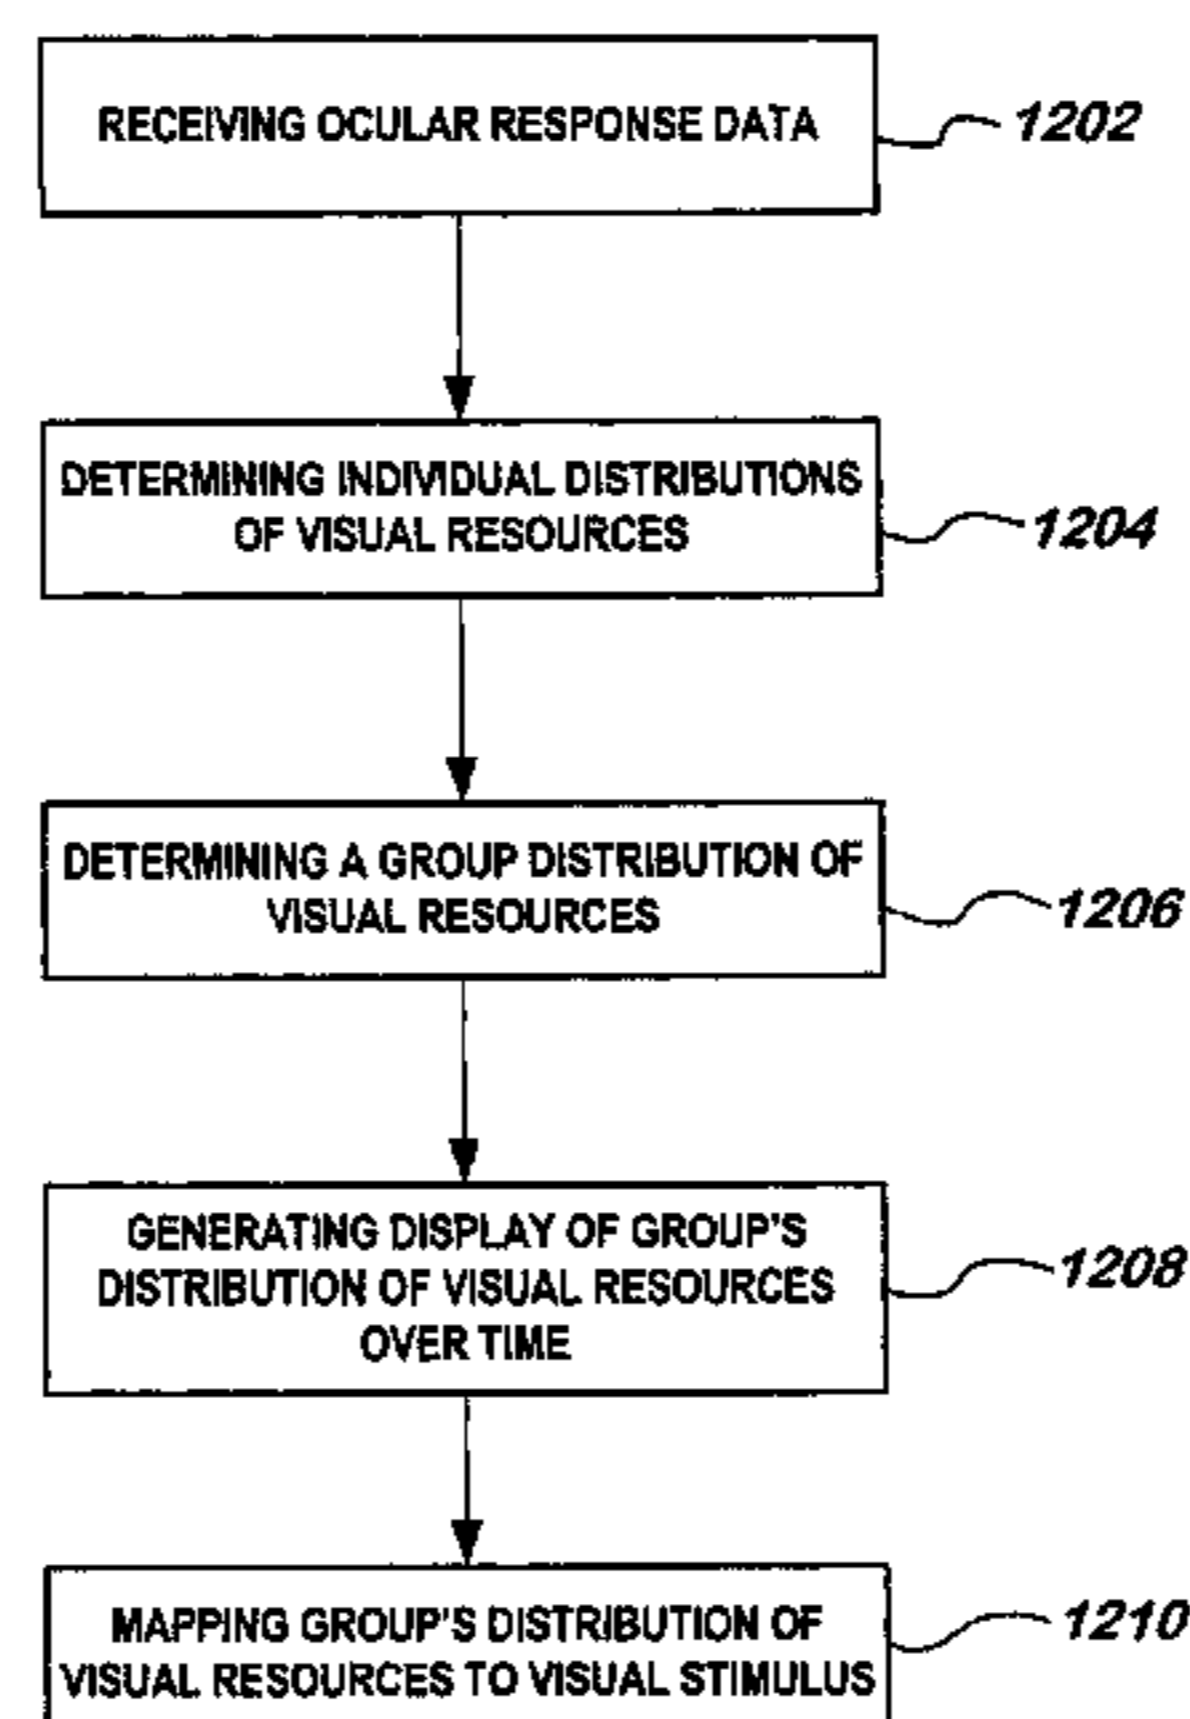 RECEIVING OCULAR RESPONSE DATA
1202
DETERMINING INDIVIDUAL DISTRIBUTIONS
OF VISUAL RESOURCES
1204
DETERMINING A GROUP DISTRIBUTION OF
VISUAL RESOURCES
1206
GENERATING DISPLAY OF GROUP'S
DISTRIBUTION OF VISUAL RESOURCES
OVER TIME
1208
MAPPING GROUP'S DISTRIBUTION OF
VISUAL RESOURCES TO VISUAL STIMULUS
1210